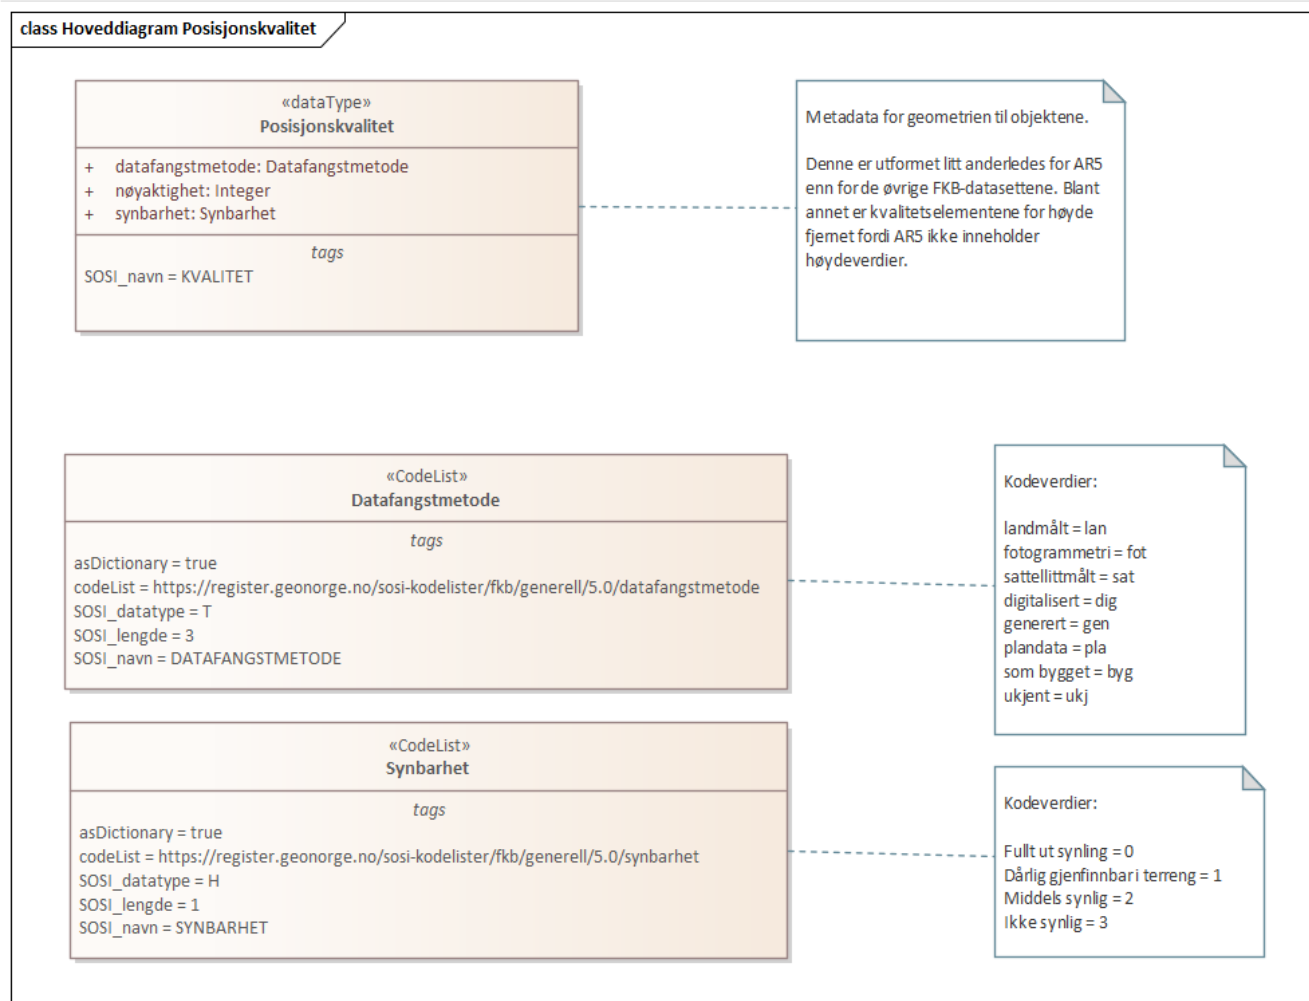 class Hoveddiagram Posisjonskvalitet
«dataType»
Posisjonskvalitet
+ datafangstmetode: Datafangstmetode
+ nøyaktighet: Integer
+ synbarhet: Synbarhet
tags
SOSI_navn = KVALITET
Metadata for geometrien til objektene.
Denne er utformet litt anderledes for AR5
enn for de øvrige FKB-datasettene. Blant
annet er kvalitetselementene for høyde
fjernet fordi AR5 ikke inneholder
høydeverdier.
«CodeList»
Datafangstmetode
tags
asDictionary = true
codeList = https://register.geonorge.no/sosi-kodelister/fkb/generell/5.0/datafangstmetode
SOSI_datatype = T
SOSI_lengde = 3
SOSI_navn = DATAFANGSTMETODE
Kodeverdier:
landmålt = lan
fotogrammetri = fot
sattellittmålt = sat
digitalisert = dig
generert = gen
plandata = pla
som bygget = byg
ukjent = ukj
«CodeList»
Synbarhet
tags
asDictionary = true
codeList = https://register.geonorge.no/sosi-kodelister/fkb/generell/5.0/synbarhet
SOSI_datatype = H
SOSI_lengde = 1
SOSI_navn = SYNBARHET
Kodeverdier:
Fullt ut synling = 0
Dårlig gjenfinnbar i terreng = 1
Middels synlig = 2
Ikke synlig = 3